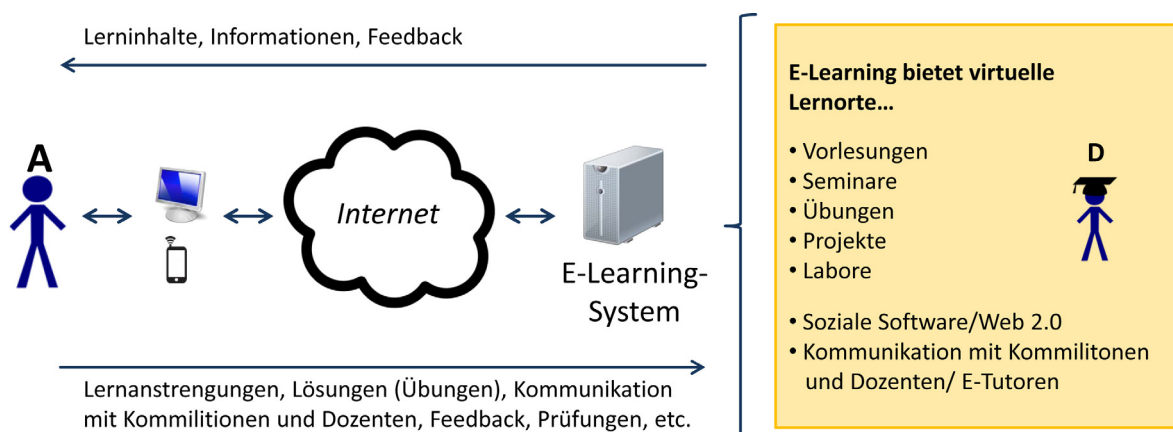 Lerninhalte, Informationen, Feedback
A
Internet
E-Learning-
System
Lernanstrengungen, Lösungen (Übungen), Kommunikation
mit Kommilitionen und Dozenten, Feedback, Prüfungen, etc.
E-Learning bietet virtuelle
Lernorte...
• Vorlesungen
• Seminare
• Übungen
• Projekte
• Labore
D
• Soziale Software/Web 2.0
• Kommunikation mit Kommilitonen
und Dozenten/ E-Tutoren